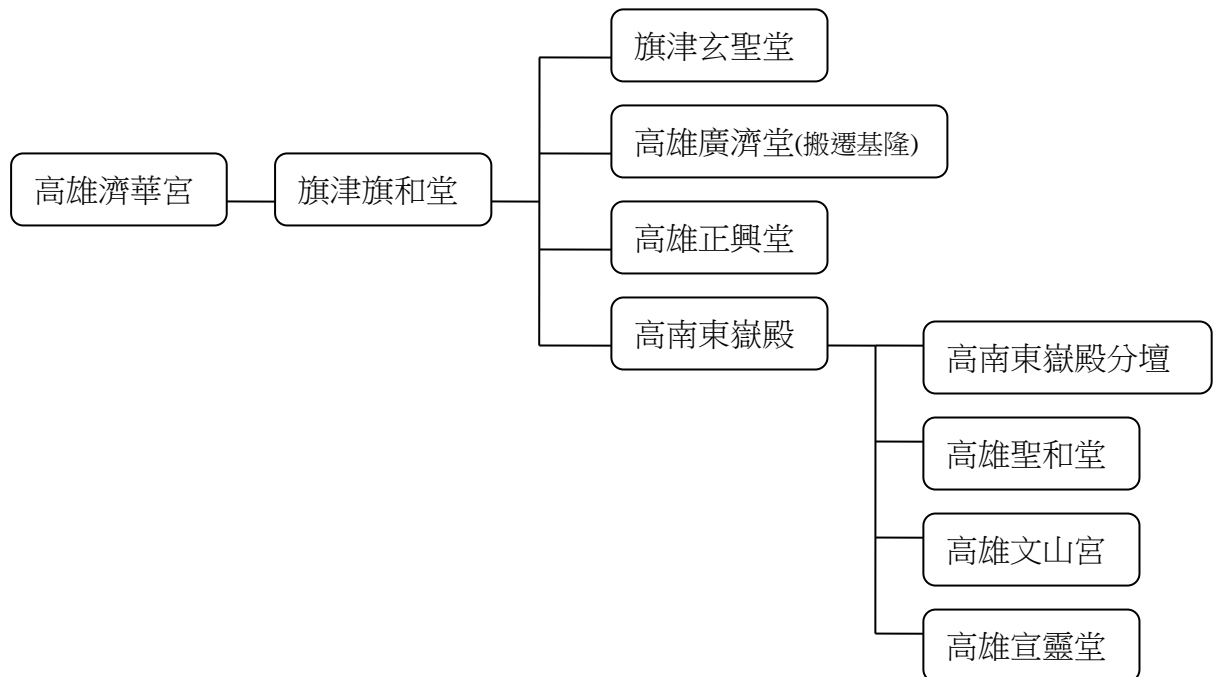 旗津玄聖堂
高雄廣濟堂(搬遷基隆)
高雄濟華宮
旗津旗和堂
高雄正興堂
高南東嶽殿
高南東嶽殿分壇
高雄聖和堂
高雄文山宮
高雄宣靈堂